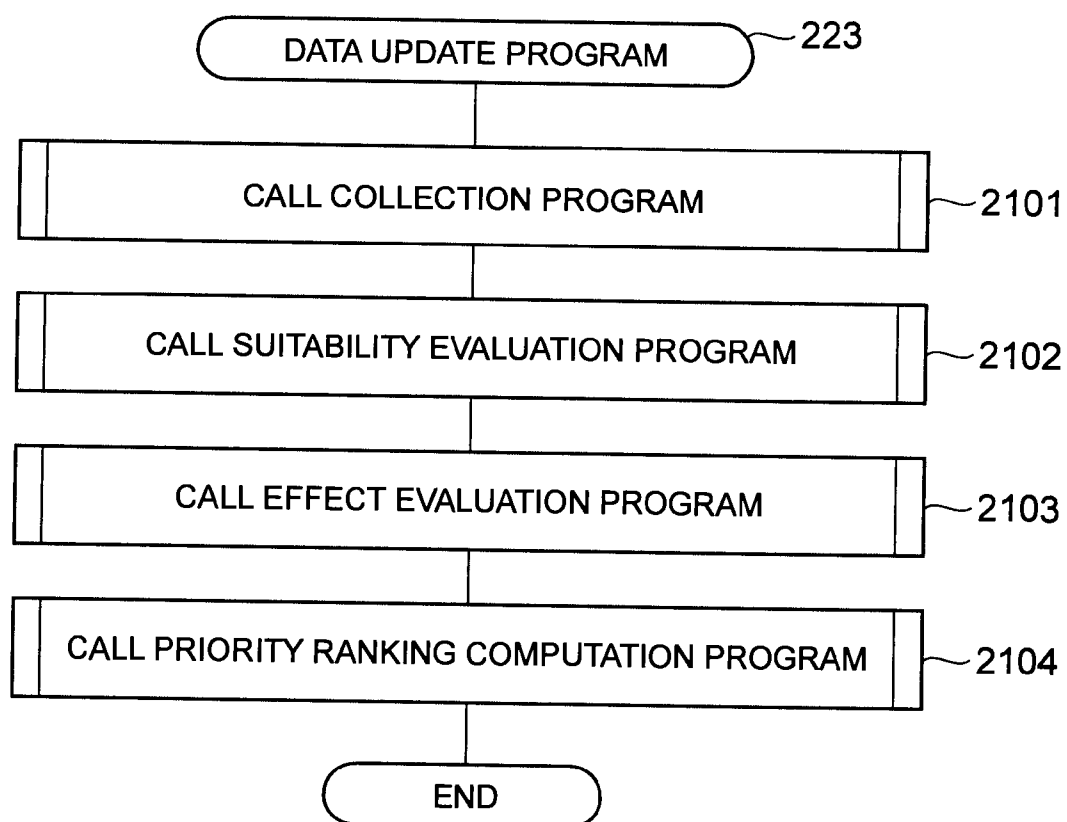 DATA UPDATE PROGRAM
223
CALL COLLECTION PROGRAM
2101
CALL SUITABILITY EVALUATION PROGRAM
2102
CALL EFFECT EVALUATION PROGRAM
2103
CALL PRIORITY RANKING COMPUTATION PROGRAM
2104
END